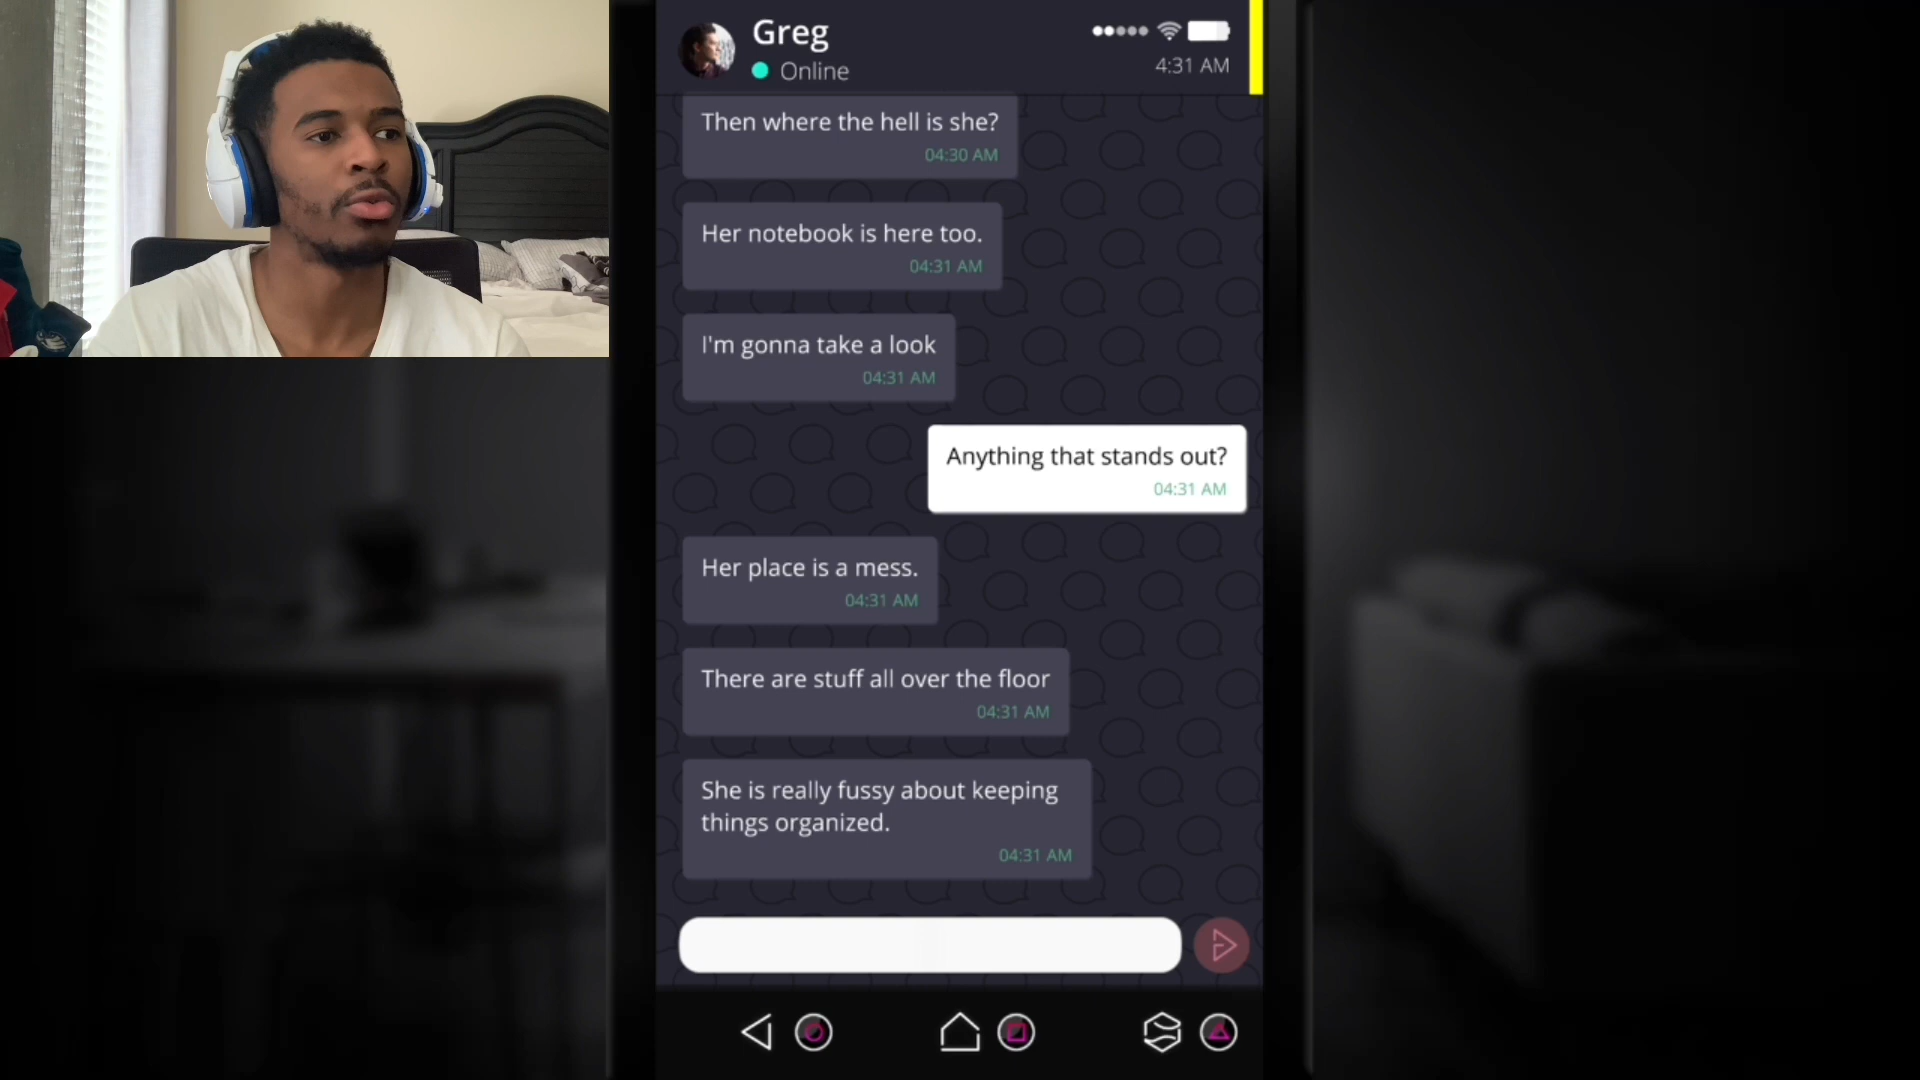 Greg
Online
4:31 AM
Then where the hell is she?
04:30 AM
Her notebook is here too.
04:31 AM
I'm gonna take a look
04:31 AM
Anything that stands out?
04:31 AM
Her place is a mess.
04:31 AM
There are stuff all over the floor
04:31 AM
She is really fussy about keeping
things organized.
04:31 AM